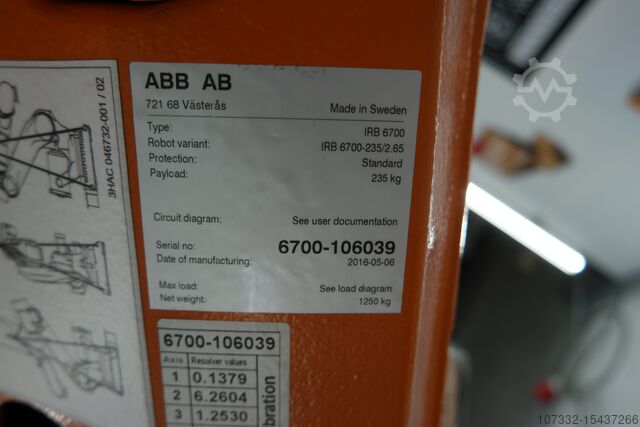 ABB AB
721 68 Västerås Made in Sweden
Type: IRB 6700
Robot variant: IRB 6700-235/2.65
Protection: Standard
Payload: 235 kg
Circuit diagram: See user documentation
Serial no: 6700-106039
Date of manufacturing: 2016-05-06
Max load: See load diagram
Net weight: 1250 kg
3HAC 046732-001 / 02
6700-106039
Axis Resolver values
1 0.1379
2 6.2604
3 1.2530
bration
107332-15437266